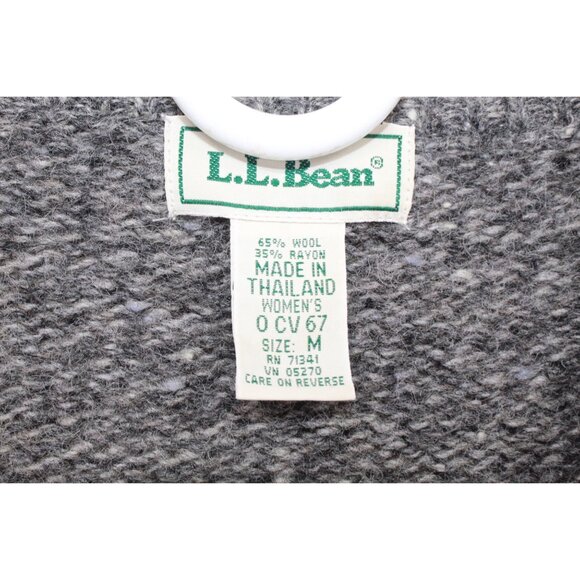 L.L.Bean®
65% WOOL
35% RAYON
MADE IN
THAILAND
WOMEN'S
0 CV 67
SIZE: M
RN 71341
VN 05270
CARE ON REVERSE